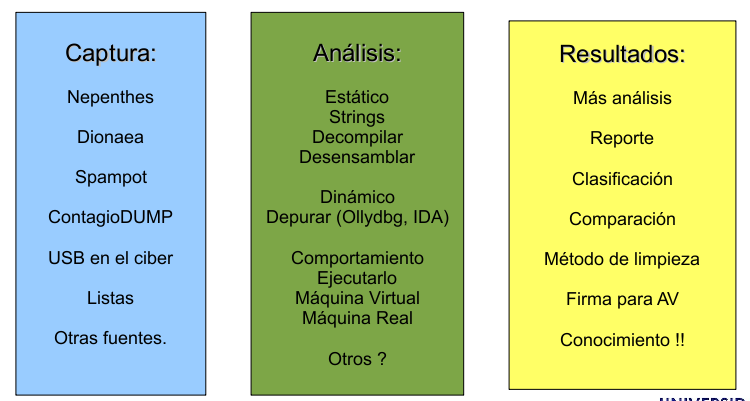 Captura:
Nepenthes
Dionaea
Spampot
ContagioDUMP
USB en el ciber
Listas
Otras fuentes.
Análisis:
Estático
Strings
Decompilar
Desensamblar
Dinámico
Depurar (Ollydbg, IDA)
Comportamiento
Ejecutarlo
Máquina Virtual
Máquina Real
Otros ?
Resultados:
Más análisis
Reporte
Clasificación
Comparación
Método de limpieza
Firma para AV
Conocimiento !!